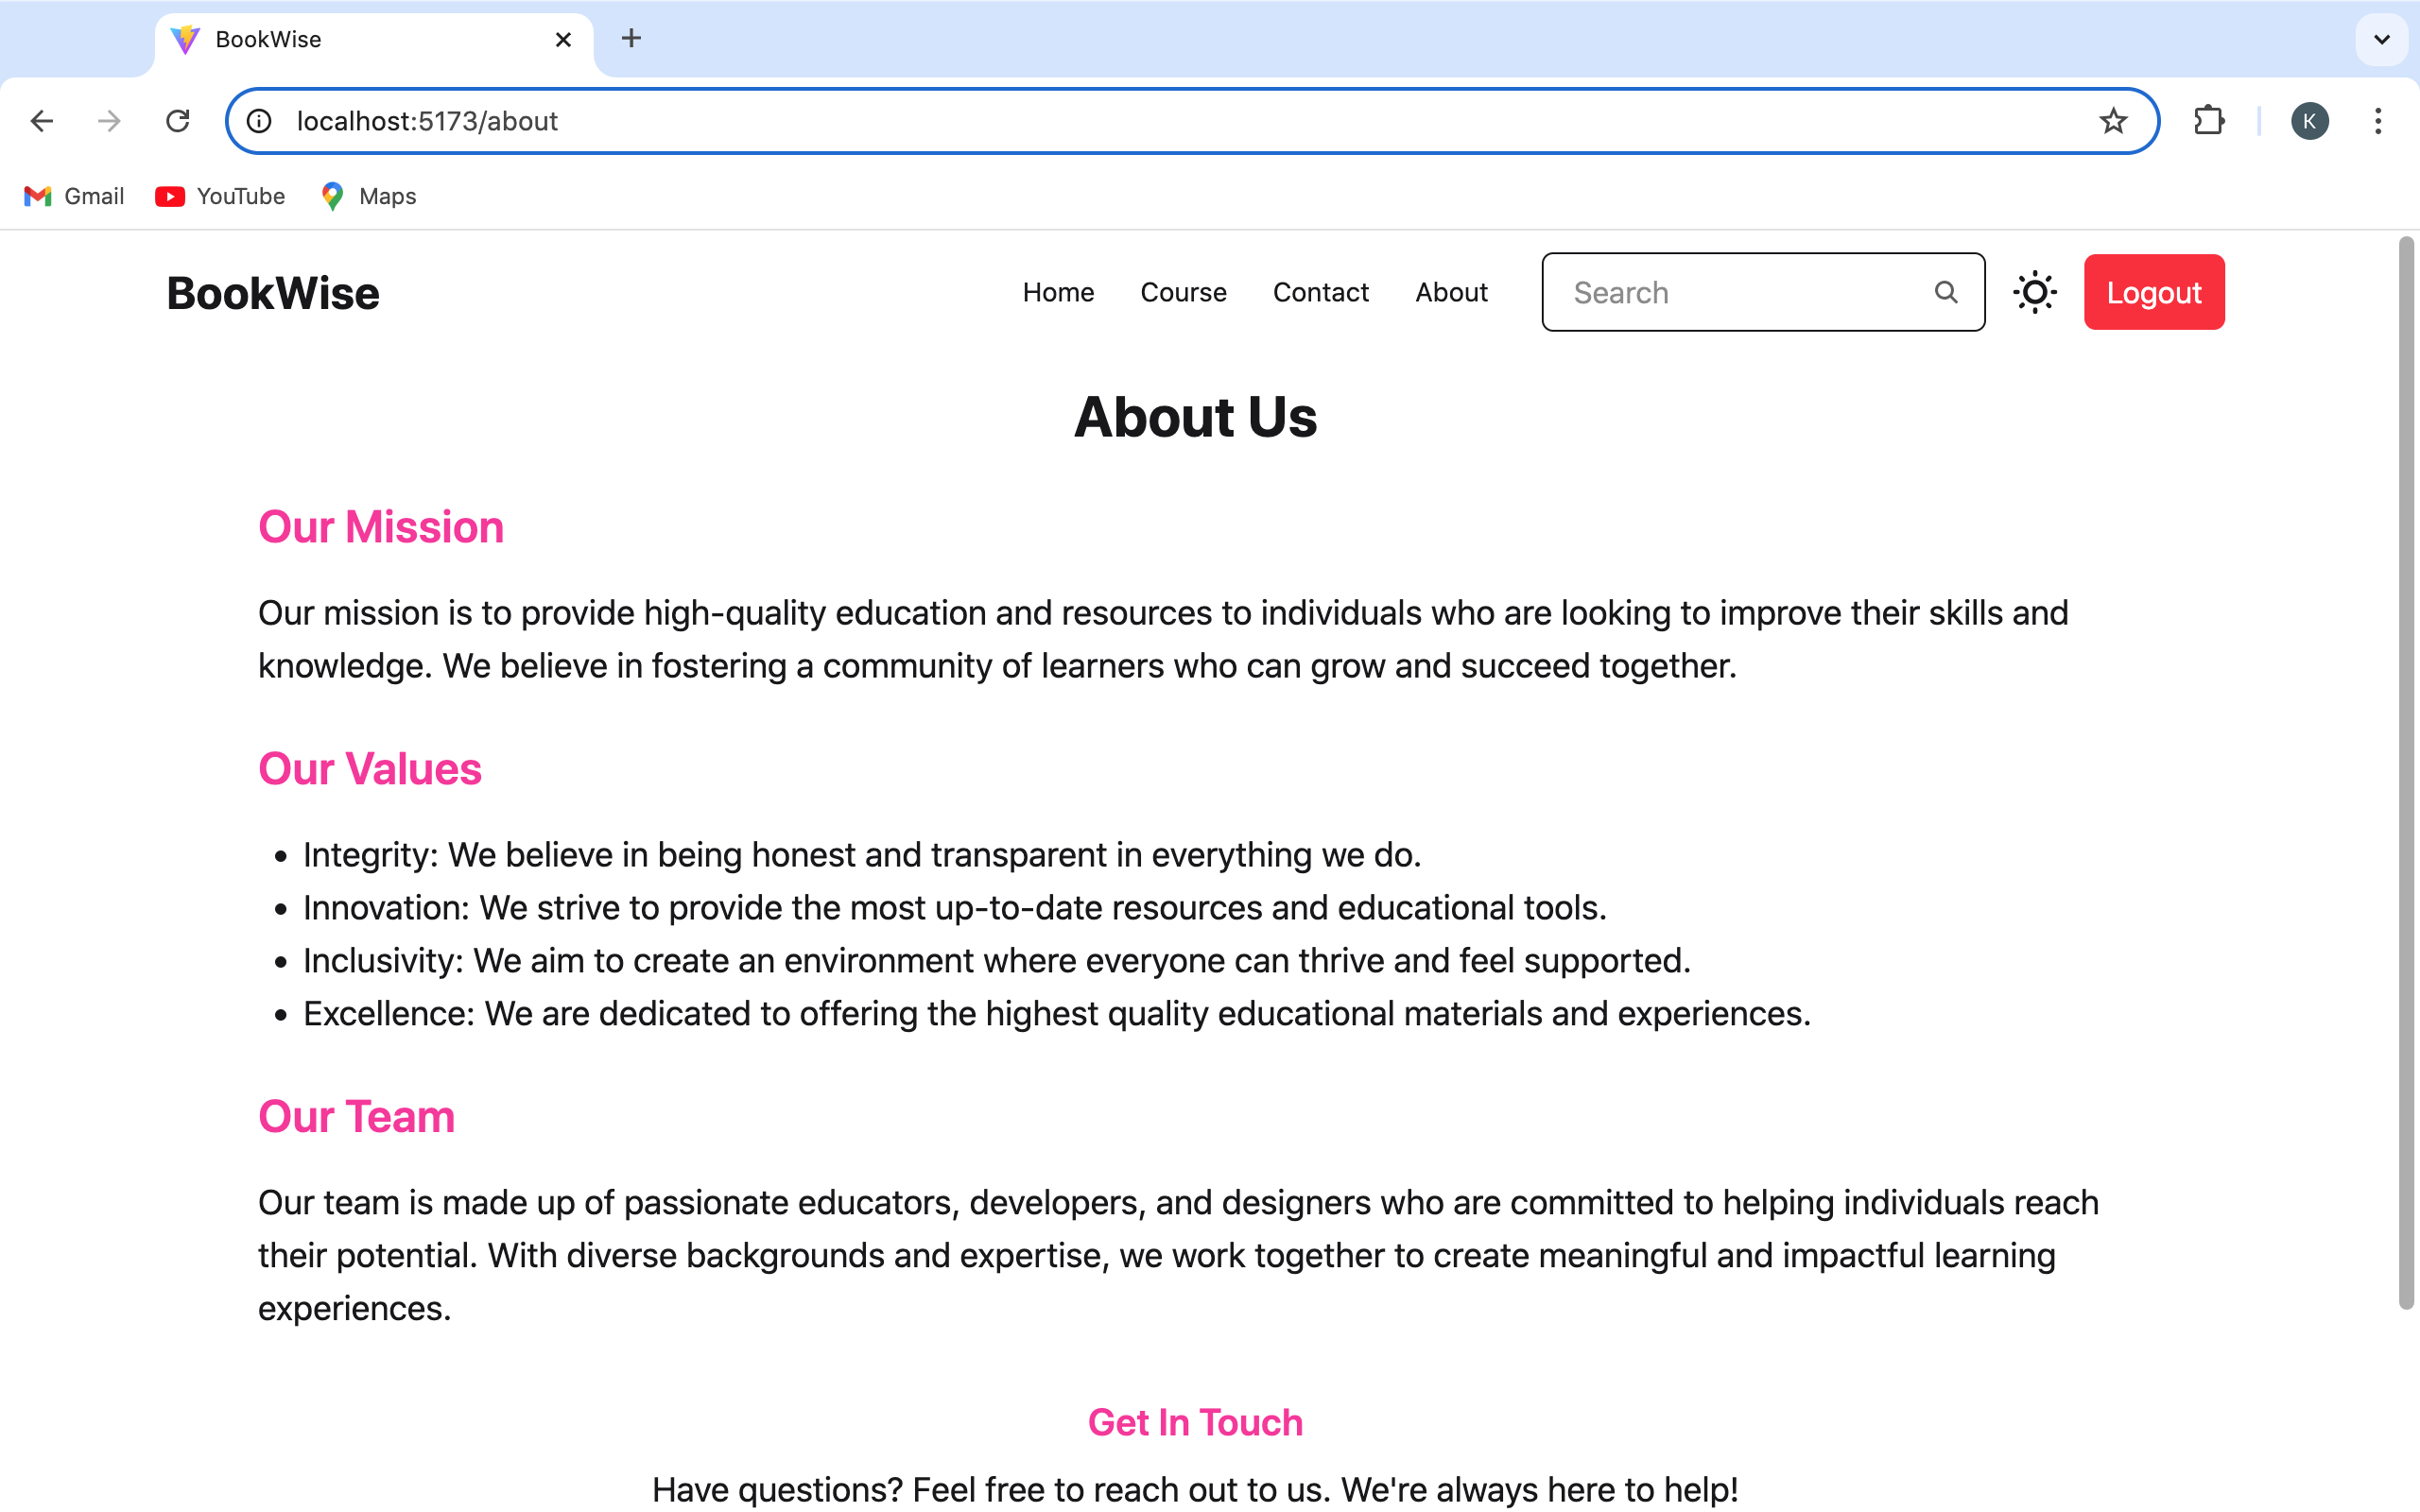 BookWise
localhost:5173/about
K
Gmail YouTube Maps
BookWise Home Course Contact About Search Logout
About Us
Our Mission
Our mission is to provide high-quality education and resources to individuals who are looking to improve their skills and
knowledge. We believe in fostering a community of learners who can grow and succeed together.
Our Values
• Integrity: We believe in being honest and transparent in everything we do.
• Innovation: We strive to provide the most up-to-date resources and educational tools.
• Inclusivity: We aim to create an environment where everyone can thrive and feel supported.
• Excellence: We are dedicated to offering the highest quality educational materials and experiences.
Our Team
Our team is made up of passionate educators, developers, and designers who are committed to helping individuals reach
their potential. With diverse backgrounds and expertise, we work together to create meaningful and impactful learning
experiences.
Get In Touch
Have questions? Feel free to reach out to us. We're always here to help!